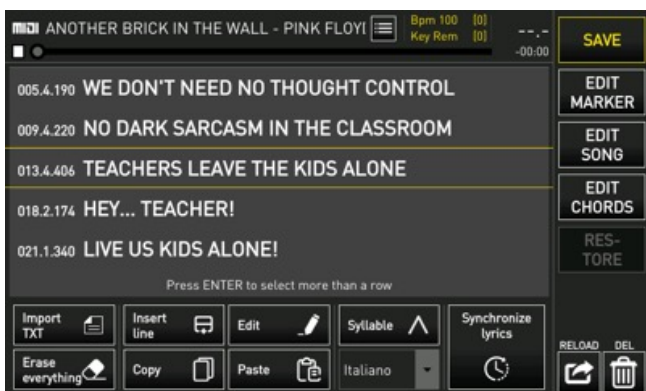 MIDI ANOTHER BRICK IN THE WALL - PINK FLOYI
Bpm 100 [0]
Key Rem [0]
--.-
-00:00
SAVE
005.4.190 WE DON'T NEED NO THOUGHT CONTROL
009.4.220 NO DARK SARCASM IN THE CLASSROOM
013.4.406 TEACHERS LEAVE THE KIDS ALONE
018.2.174 HEY... TEACHER!
021.1.340 LIVE US KIDS ALONE!
Press ENTER to select more than a row
EDIT
MARKER
EDIT
SONG
EDIT
CHORDS
RES-
TORE
Import
TXT
Insert
line
Edit
Syllable
Synchronize
lyrics
Erase
everything
Copy
Paste
Italiano
RELOAD DEL